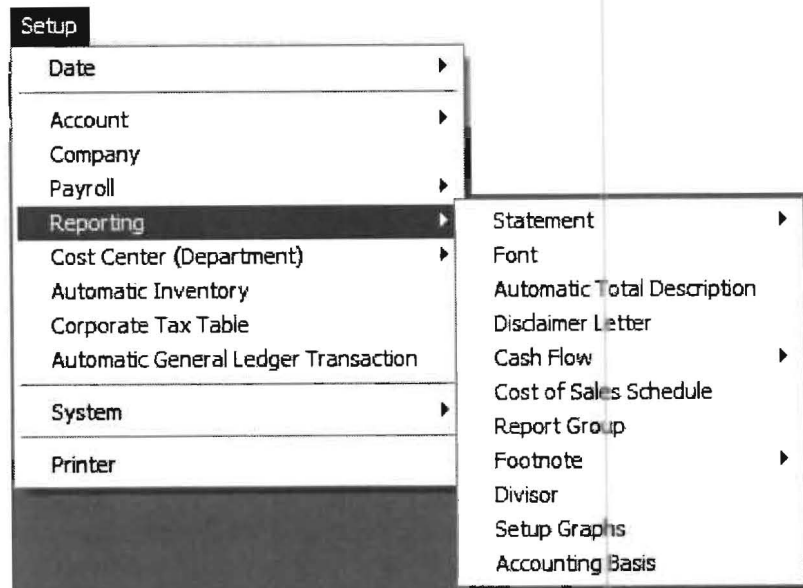 Setup
Date
Account
Company
Payroll
Reporting
Cost Center (Department)
Automatic Inventory
Corporate Tax Table
Automatic General Ledger Transaction
System
Printer
Statement
Font
Automatic Total Description
Disclaimer Letter
Cash Flow
Cost of Sales Schedule
Report Group
Footnote
Divisor
Setup Graphs
Accounting Basis